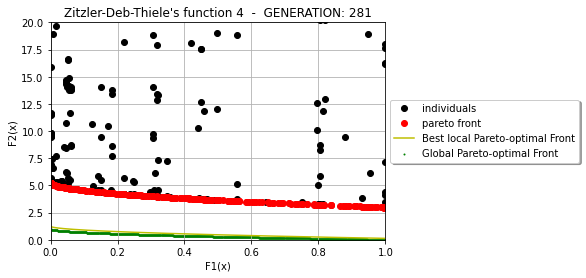 Zitzler-Deb-Thiele's function 4 - GENERATION: 281
20.0
17.5
15.0
12.5
10.0
7.5
5.0
2.5
0.0
F2(x)
0.0 0.2 0.4 0.6 0.8 1.0
F1(x)
individuals
pareto front
Best local Pareto-optimal Front
Global Pareto-optimal Front